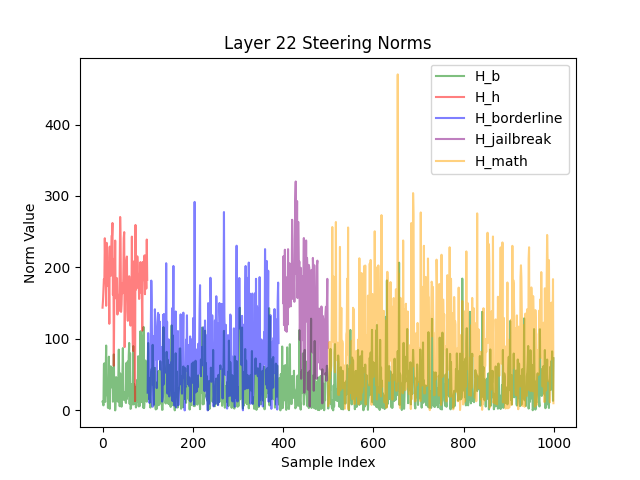 Layer 22 Steering Norms
H_b
H_h
H_borderline
H_jailbreak
H_math
Norm Value
400
300
200
100
0
0 200 400 600 800 1000
Sample Index